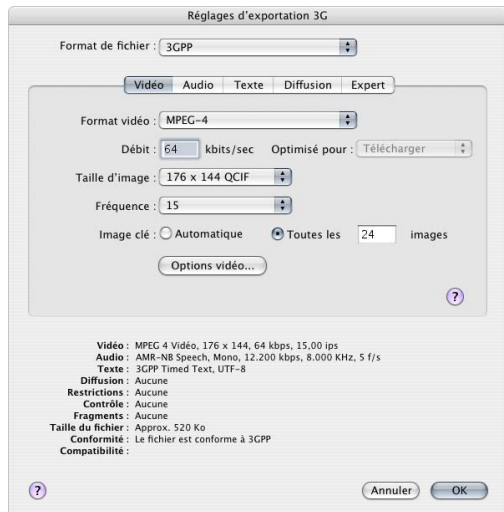 Réglages d'exportation 3G
Format de fichier : 3GPP
Vidéo Audio Texte Diffusion Expert
Format vidéo : MPEG-4
Débit : 64 kbits/sec Optimisé pour : Télécharger
Taille d'image : 176 x 144 QCIF
Fréquence : 15
Image clé : Automatique Toutes les 24 images
Options vidéo...
?
Vidéo : MPEG 4 Vidéo, 176 x 144, 64 kbps, 15,00 ips
Audio : AMR-NB Speech, Mono, 12.200 kbps, 8.000 KHz, 5 f/s
Texte : 3GPP Timed Text, UTF-8
Diffusion : Aucune
Restrictions : Aucune
Contrôle : Aucune
Fragments : Aucune
Taille du fichier : Approx. 520 Ko
Conformité : Le fichier est conforme à 3GPP
Compatibilité :
? Annuler OK